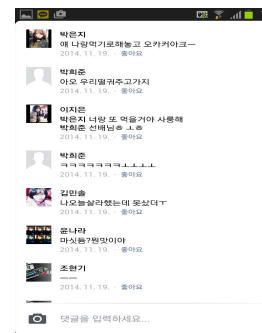 박은지
얘 나랑먹기로해놓고 오카커아크ㅡ
2014. 11. 19. · 좋아요
박희준
아오 우리떨궈주고가지
2014. 11. 19. · 좋아요
이지은
박은지 너랑 또 먹을거야 사릉해
박희준 선배님ㅎ ㅗㅎ
2014. 11. 19. · 좋아요
박희준
ㅋㅋㅋㅋㅋㅋㅋㅗㅗㅗㅗ
2014. 11. 19. · 좋아요
김민솔
나오늘살라했는데 못샀더ㅜ
2014. 11. 19. · 좋아요
윤나라
마싯듬?뭔맛이야
2014. 11. 19. · 좋아요
조현기
ㅡㅡ
2014. 11. 19. · 좋아요
댓글을 입력하세요...